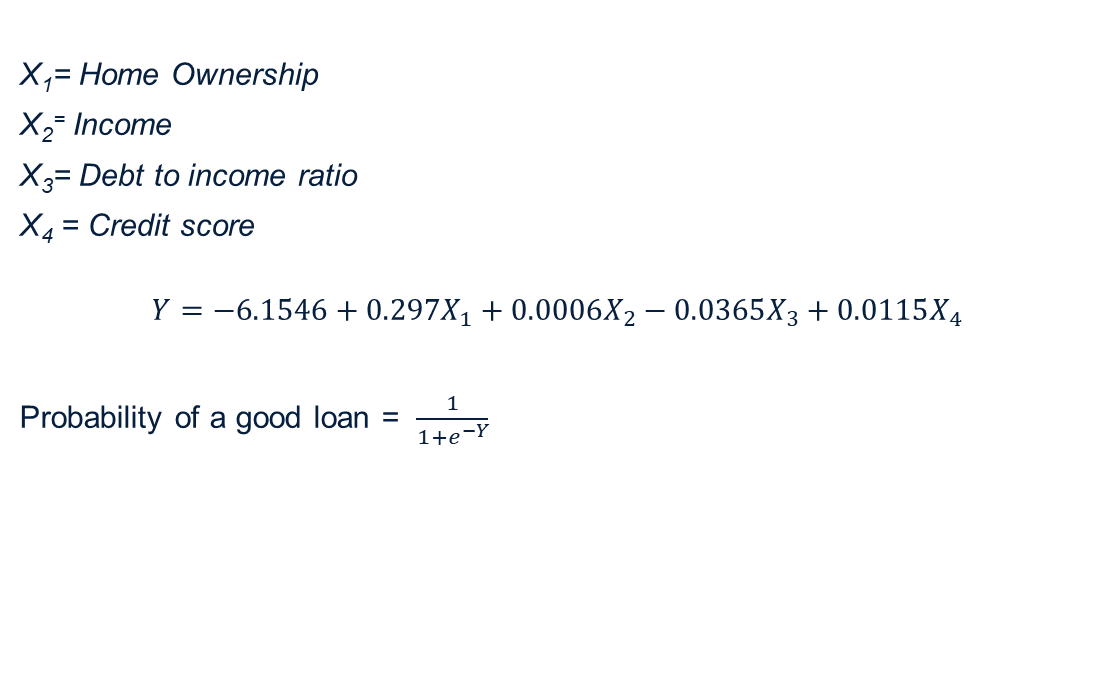 X₁= Home Ownership
X₂= Income
X₃= Debt to income ratio
X₄ = Credit score
Y = −6.1546 + 0.297X₁ + 0.0006X₂ − 0.0365X₃ + 0.0115X₄
Probability of a good loan = 1/(1+e^−Y)